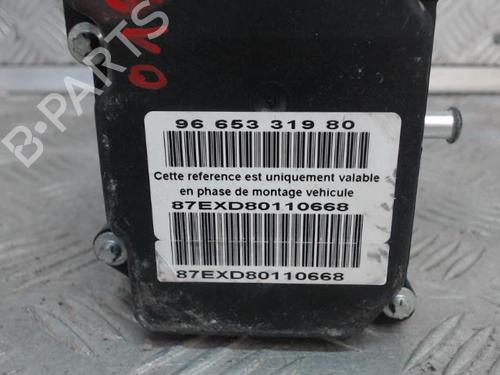 B-PARTS
96 653 319 80
Cette reference est uniquement valable
en phase de montage vehicule
87EXD80110668
87EXD80110668